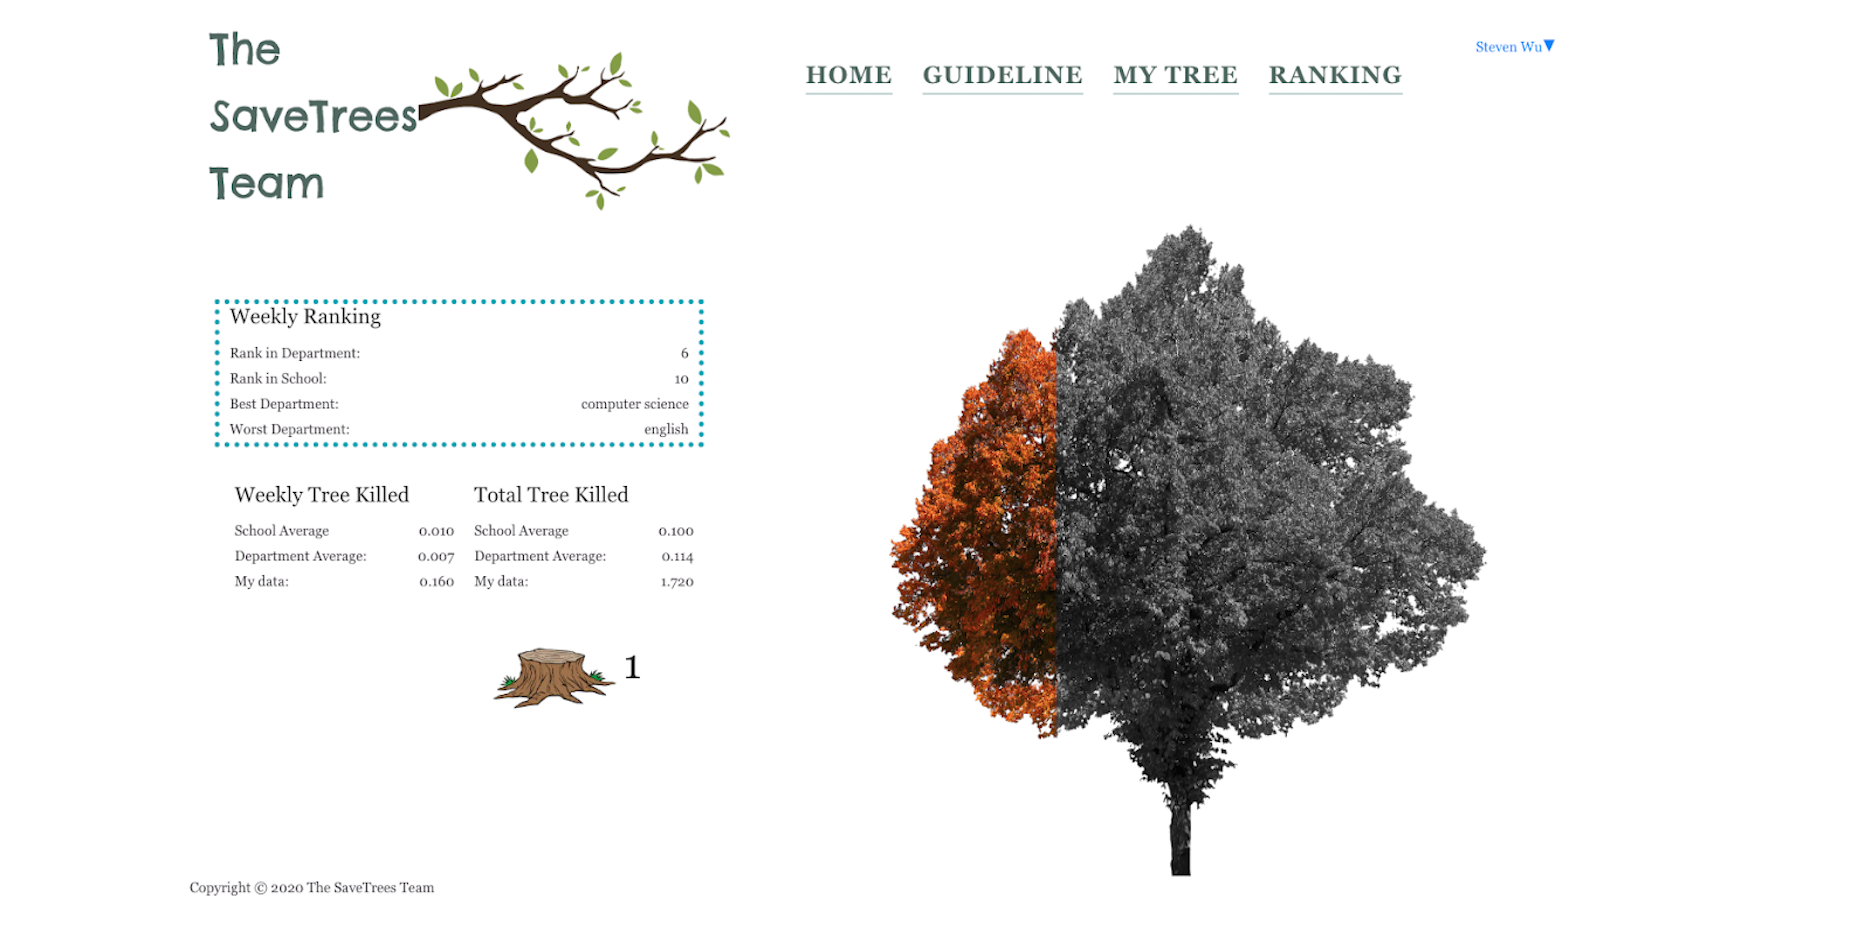 The
SaveTrees
Team
HOME GUIDELINE MY TREE RANKING
Steven Wu▼
Weekly Ranking
Rank in Department: 6
Rank in School: 10
Best Department: computer science
Worst Department: english
Weekly Tree Killed
School Average 0.010
Department Average: 0.007
My data: 0.160
Total Tree Killed
School Average 0.100
Department Average: 0.114
My data: 1.720
1
Copyright © 2020 The SaveTrees Team